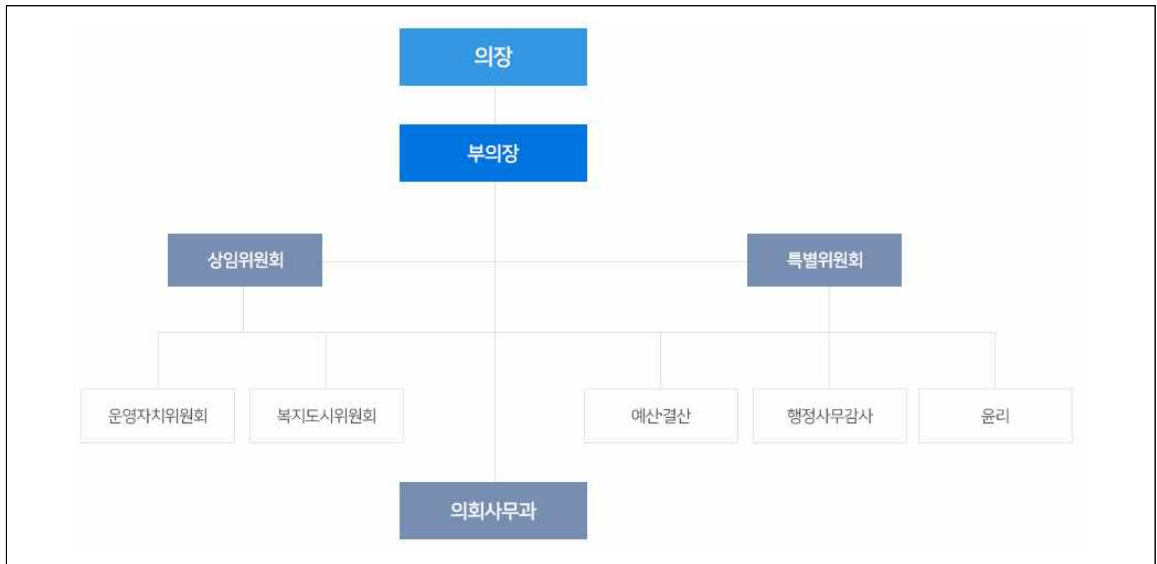 의장
부의장
상임위원회
특별위원회
운영자치위원회
복지도시위원회
예산·결산
행정사무감사
윤리
의회사무과